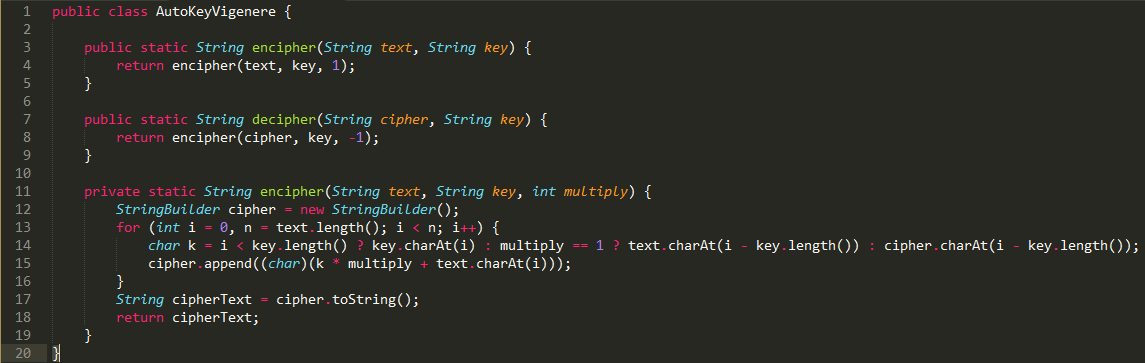 1 public class AutoKeyVigenere {
2
3     public static String encipher(String text, String key) {
4         return encipher(text, key, 1);
5     }
6
7     public static String decipher(String cipher, String key) {
8         return encipher(cipher, key, -1);
9     }
10
11     private static String encipher(String text, String key, int multiply) {
12         StringBuilder cipher = new StringBuilder();
13         for (int i = 0, n = text.length(); i < n; i++) {
14             char k = i < key.length() ? key.charAt(i) : multiply == 1 ? text.charAt(i - key.length()) : cipher.charAt(i - key.length());
15             cipher.append((char)(k * multiply + text.charAt(i)));
16         }
17         String cipherText = cipher.toString();
18         return cipherText;
19     }
20 }